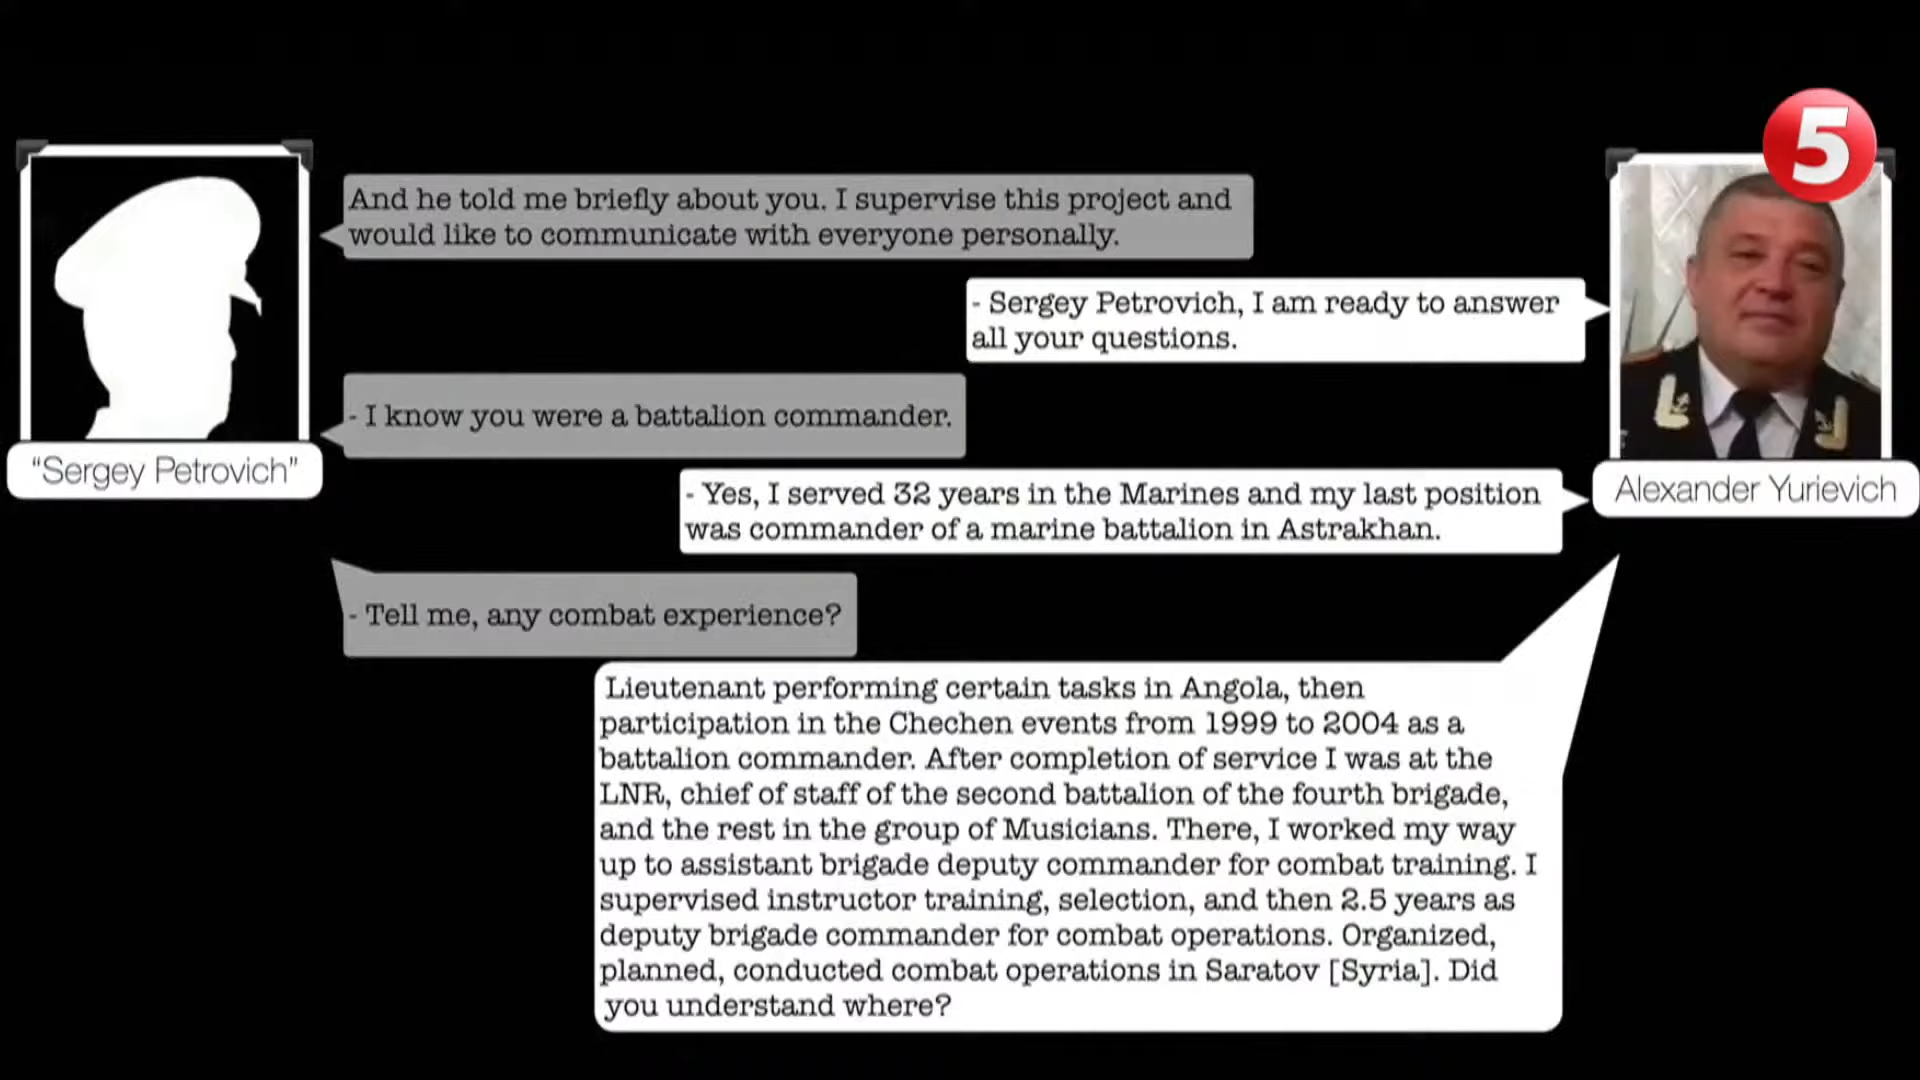 5
And he told me briefly about you. I supervise this project and
would like to communicate with everyone personally.
- Sergey Petrovich, I am ready to answer
all your questions.
- I know you were a battalion commander.
“Sergey Petrovich”
- Yes, I served 32 years in the Marines and my last position
was commander of a marine battalion in Astrakhan.
Alexander Yurievich
- Tell me, any combat experience?
Lieutenant performing certain tasks in Angola, then
participation in the Chechen events from 1999 to 2004 as a
battalion commander. After completion of service I was at the
LNR, chief of staff of the second battalion of the fourth brigade,
and the rest in the group of Musicians. There, I worked my way
up to assistant brigade deputy commander for combat training. I
supervised instructor training, selection, and then 2.5 years as
deputy brigade commander for combat operations. Organized,
planned, conducted combat operations in Saratov [Syria]. Did
you understand where?